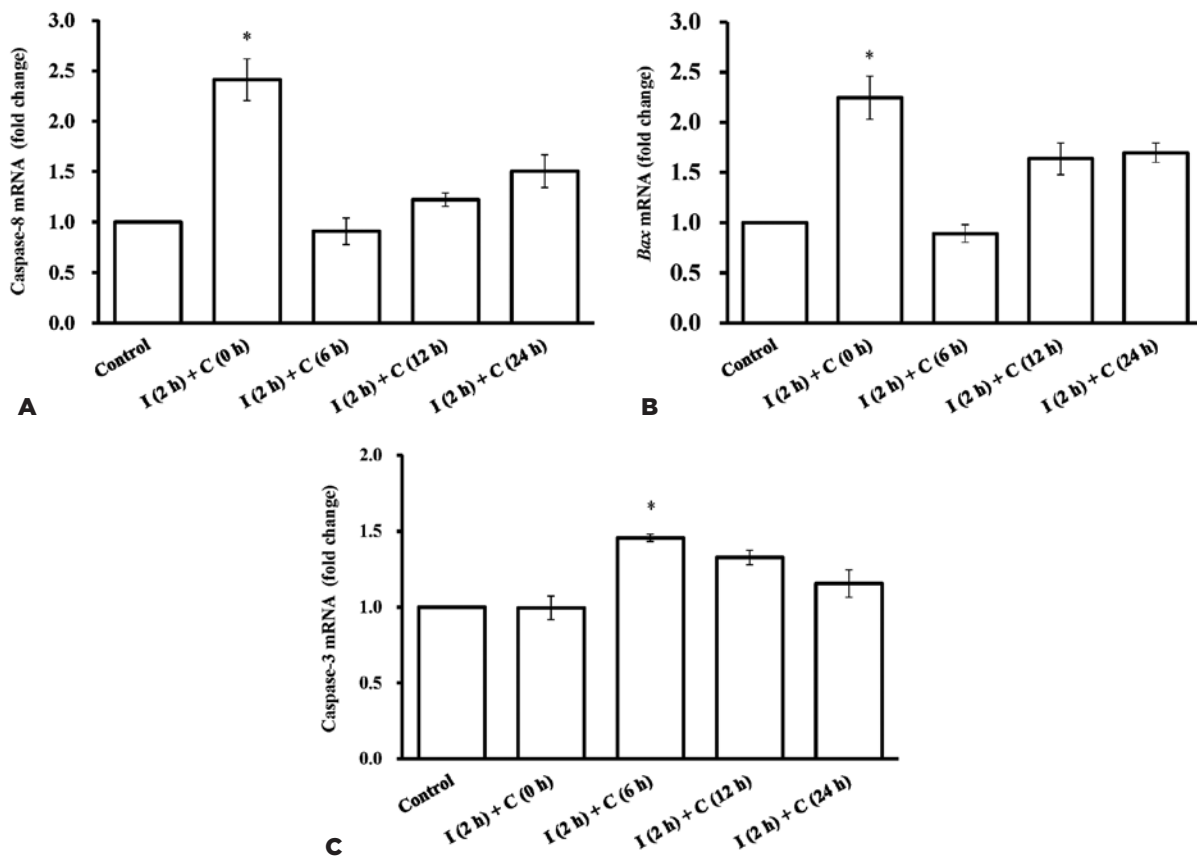 Caspase-8 mRNA (fold change)
3.0
2.5
2.0
1.5
1.0
0.5
0.0
*
Control
I (2 h) + C (0 h)
I (2 h) + C (6 h)
I (2 h) + C (12 h)
I (2 h) + C (24 h)
A
Bax mRNA (fold change)
3.0
2.5
2.0
1.5
1.0
0.5
0.0
*
Control
I (2 h) + C (0 h)
I (2 h) + C (6 h)
I (2 h) + C (12 h)
I (2 h) + C (24 h)
B
Caspase-3 mRNA (fold change)
2.0
1.5
1.0
0.5
0.0
*
Control
I (2 h) + C (0 h)
I (2 h) + C (6 h)
I (2 h) + C (12 h)
I (2 h) + C (24 h)
C